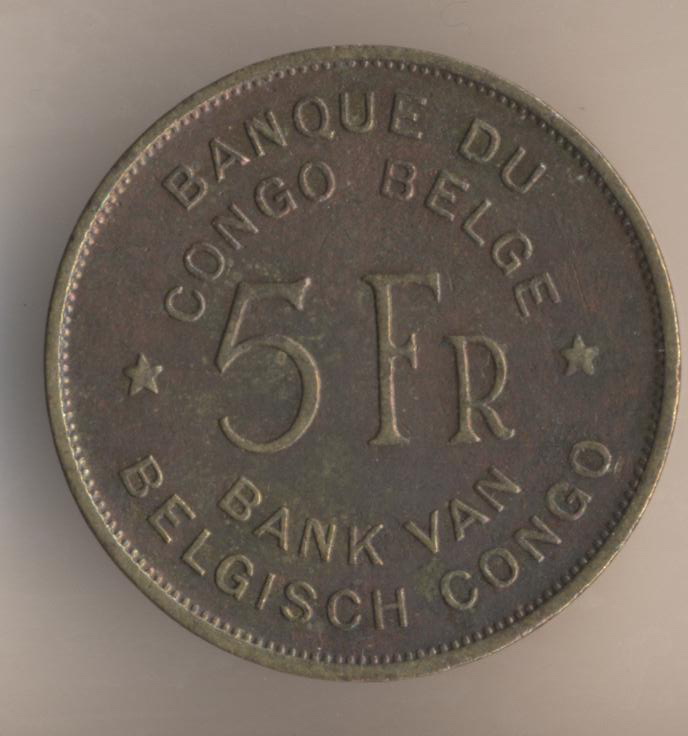 BANQUE DU
CONGO BELGE
5 FR
BANK VAN
BELGISCH CONGO